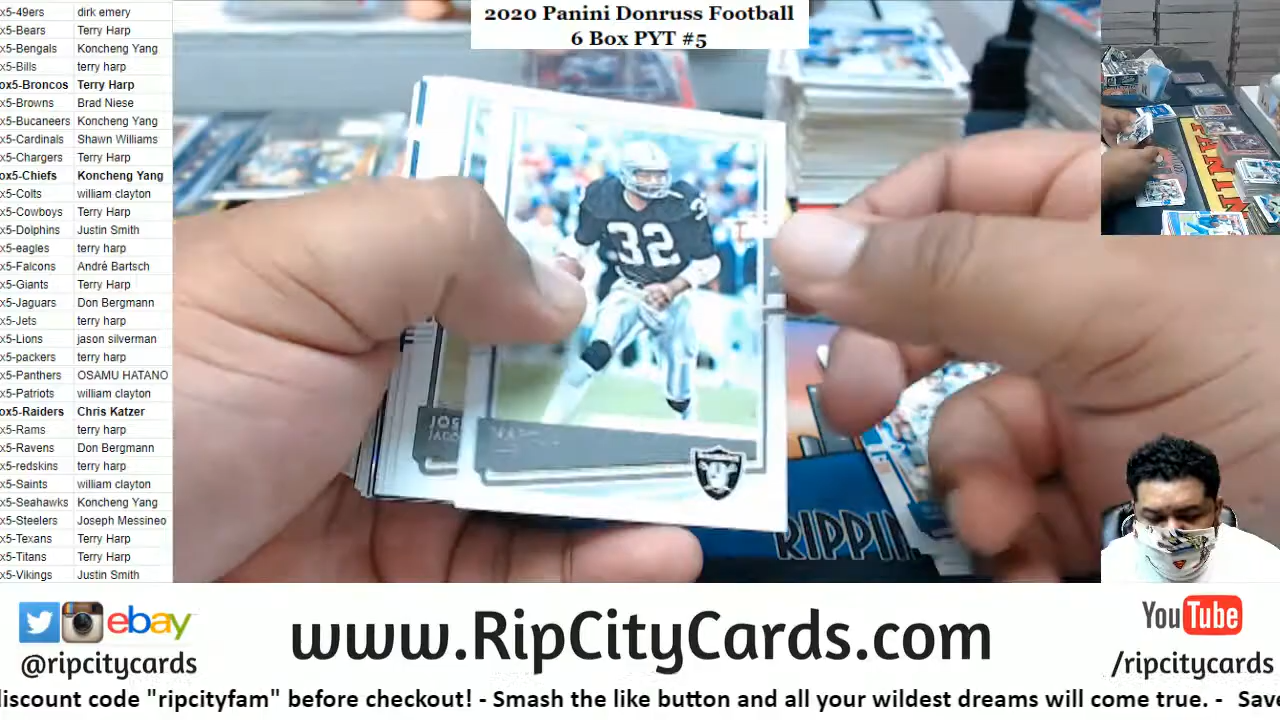 2020 Panini Donruss Football
6 Box PYT #5
x5-49ers dirk emery
x5-Bears Terry Harp
x5-Bengals Koncheng Yang
x5-Bills terry harp
ox5-Broncos Terry Harp
x5-Browns Brad Niese
x5-Bucaneers Koncheng Yang
x5-Cardinals Shawn Williams
x5-Chargers Terry Harp
ox5-Chiefs Koncheng Yang
x5-Colts william clayton
x5-Cowboys Terry Harp
x5-Dolphins Justin Smith
x5-eagles terry harp
x5-Falcons André Bartsch
x5-Giants Terry Harp
x5-Jaguars Don Bergmann
x5-Jets terry harp
x5-Lions jason silverman
x5-packers terry harp
x5-Panthers OSAMU HATANO
x5-Patriots william clayton
ox5-Raiders Chris Katzer
x5-Rams terry harp
x5-Ravens Don Bergmann
x5-redskins terry harp
x5-Saints william clayton
x5-Seahawks Koncheng Yang
x5-Steelers Joseph Messineo
x5-Texans Terry Harp
x5-Titans Terry Harp
x5-Vikings Justin Smith
32
32
JOS
JACO
RIPPIN
ebay
@ripcitycards
www.RipCityCards.com
YouTube
/ripcitycards
discount code "ripcityfam" before checkout! - Smash the like button and all your wildest dreams will come true. - Save